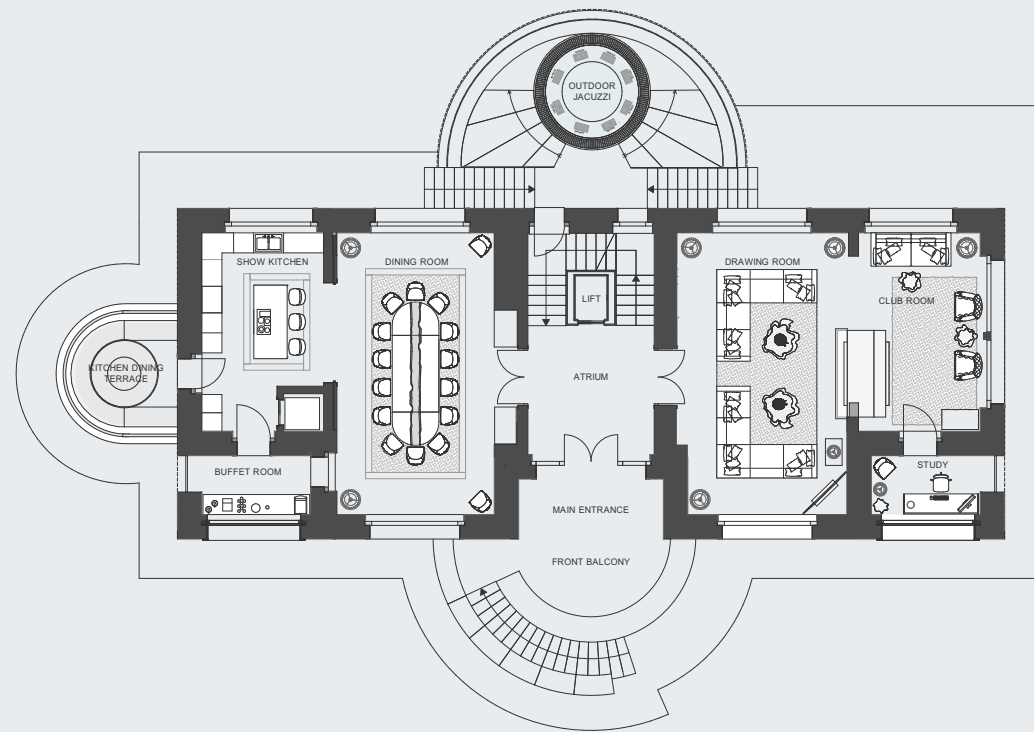 OUTDOOR
JACUZZI
SHOW KITCHEN
DINING ROOM
DRAWING ROOM
LIFT
CLUB ROOM
KITCHEN DINING
TERRACE
ATRIUM
BUFFET ROOM
STUDY
MAIN ENTRANCE
FRONT BALCONY